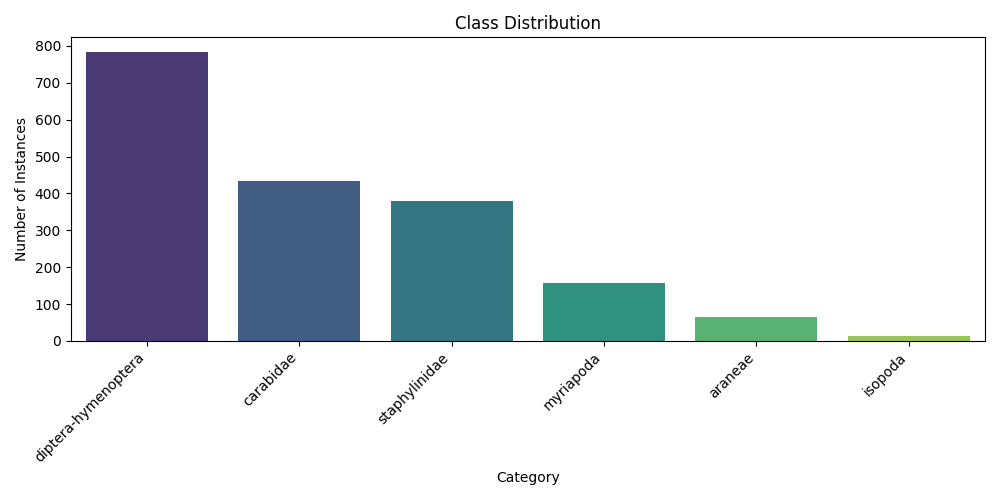 Class Distribution
Number of Instances
800
700
600
500
400
300
200
100
0
diptera-hymenoptera
carabidae
staphylinidae
myriapoda
araneae
isopoda
Category